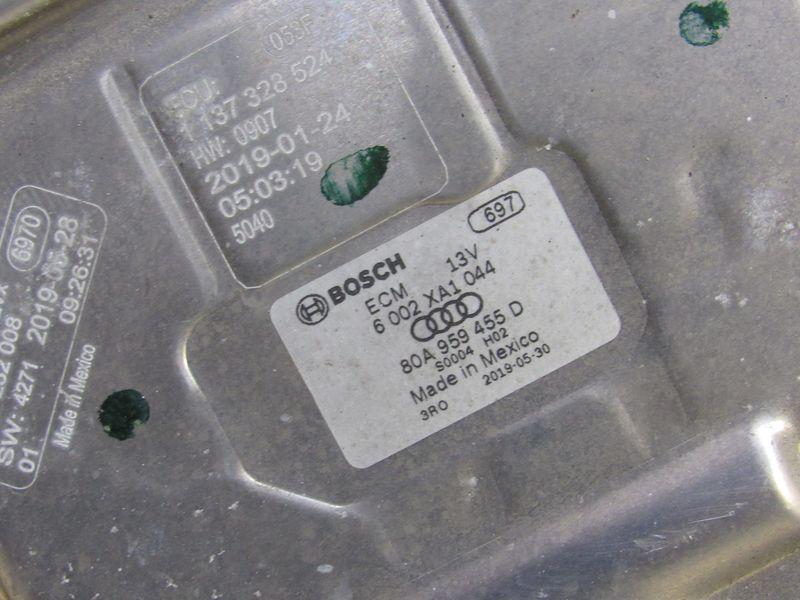 053F
ECU:
1 137 328 524
HW: 0907
2019-01-24
05:03:19
5040
6970
008
SW: 4271 2019-05-28
01 09:26:31
Made in Mexico
697
BOSCH
ECM 13V
6 002 XA1 044
80A 959 455 D
S0004 H02
Made in Mexico
3RO 2019-05-30